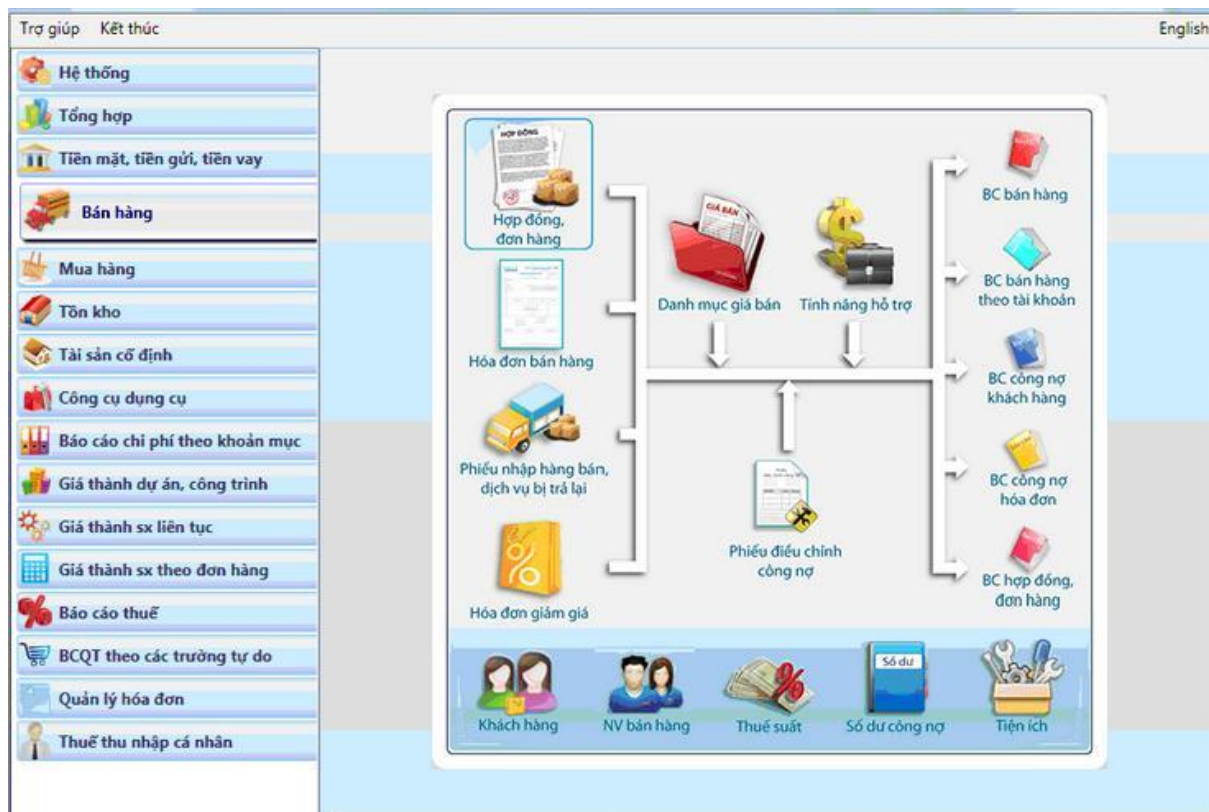 Trợ giúp Kết thúc English
Hệ thống
Tổng hợp
Tiền mặt, tiền gửi, tiền vay
Bán hàng
Mua hàng
Tồn kho
Tài sản cố định
Công cụ dụng cụ
Báo cáo chi phí theo khoản mục
Giá thành dự án, công trình
Giá thành sx liên tục
Giá thành sx theo đơn hàng
Báo cáo thuế
BCQT theo các trường tự do
Quản lý hóa đơn
Thuế thu nhập cá nhân
HỢP ĐỒNG
Hợp đồng,
đơn hàng
Hóa đơn bán hàng
Phiếu nhập hàng bán,
dịch vụ bị trả lại
Hóa đơn giảm giá
GIÁ BÁN
Danh mục giá bán
Tính năng hỗ trợ
Phiếu điều chỉnh
công nợ
BC bán hàng
BC bán hàng
theo tài khoản
BC công nợ
khách hàng
BC công nợ
hóa đơn
BC hợp đồng,
đơn hàng
Khách hàng
NV bán hàng
Thuế suất
Số dư
Số dư công nợ
Tiện ích